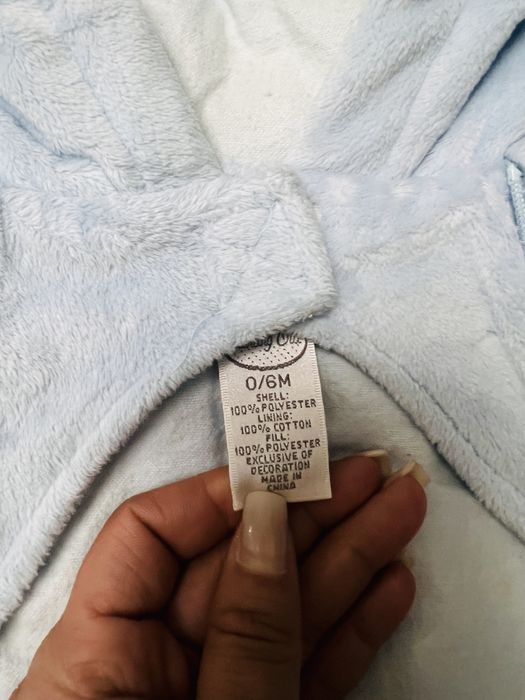 0/6M
SHELL:
100% POLYESTER
LINING:
100% COTTON
FILL:
100% POLYESTER
EXCLUSIVE OF
DECORATION
MADE IN
CHINA